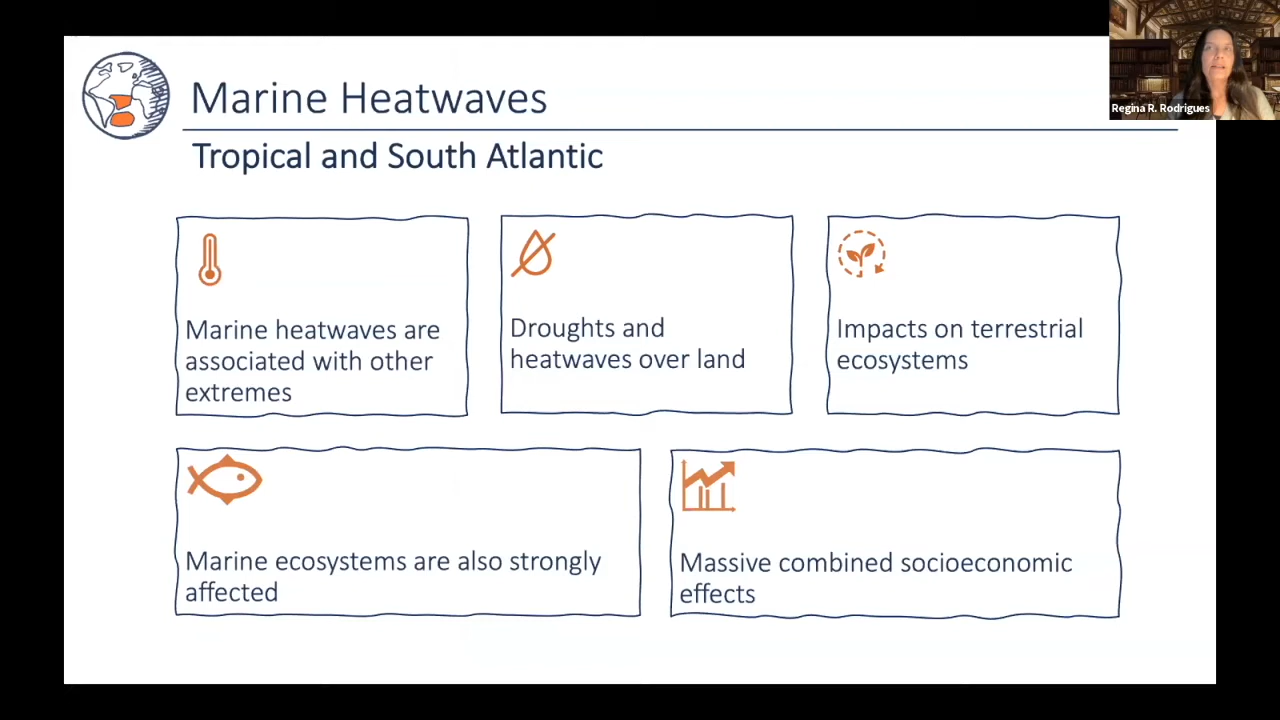 Marine Heatwaves
Regina R. Rodrigues
Tropical and South Atlantic
Marine heatwaves are
associated with other
extremes
Droughts and
heatwaves over land
Impacts on terrestrial
ecosystems
Marine ecosystems are also strongly
affected
Massive combined socioeconomic
effects